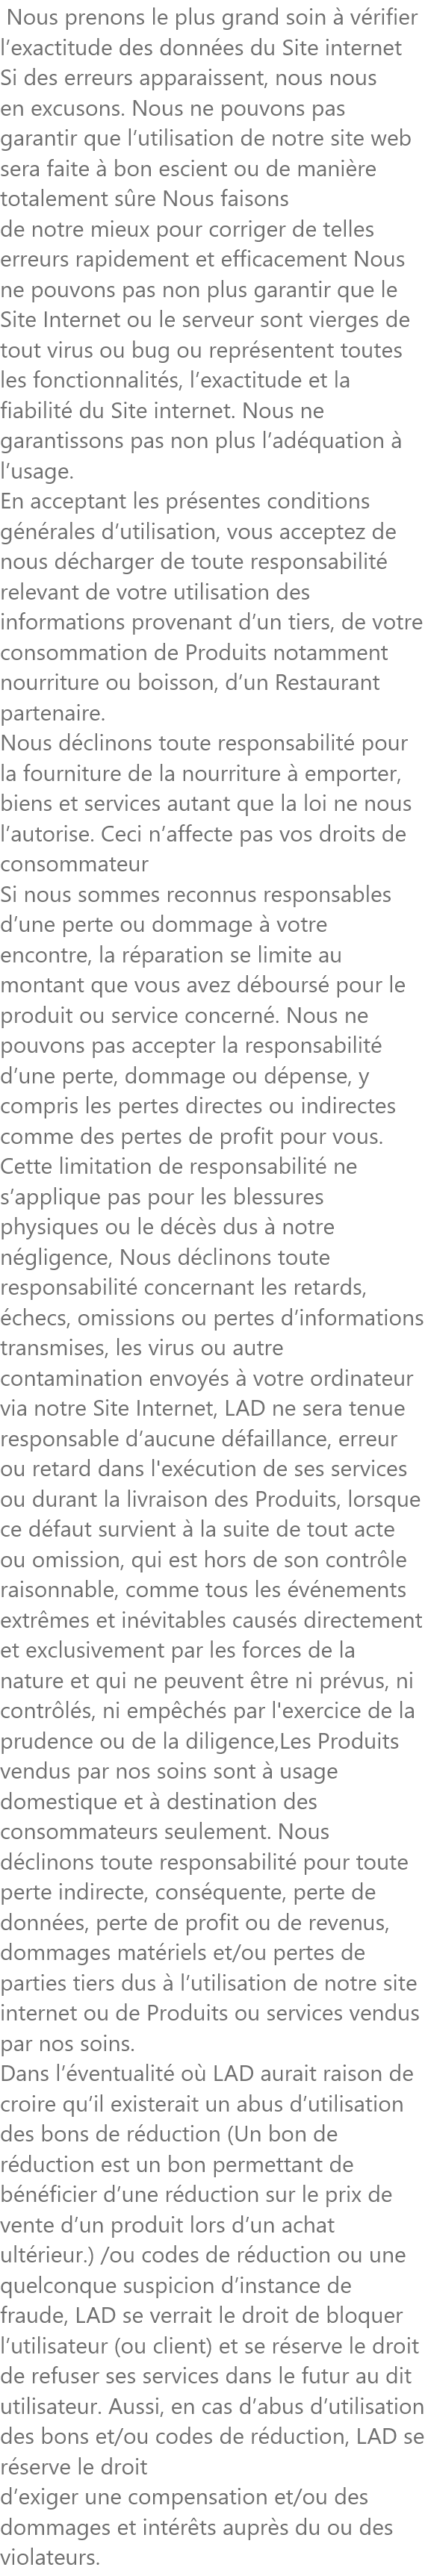 Nous prenons le plus grand soin à vérifier
l’exactitude des données du Site internet
Si des erreurs apparaissent, nous nous
en excusons. Nous ne pouvons pas
garantir que l’utilisation de notre site web
sera faite à bon escient ou de manière
totalement sûre Nous faisons
de notre mieux pour corriger de telles
erreurs rapidement et efficacement Nous
ne pouvons pas non plus garantir que le
Site Internet ou le serveur sont vierges de
tout virus ou bug ou représentent toutes
les fonctionnalités, l’exactitude et la
fiabilité du Site internet. Nous ne
garantissons pas non plus l’adéquation à
l’usage.
En acceptant les présentes conditions
générales d’utilisation, vous acceptez de
nous décharger de toute responsabilité
relevant de votre utilisation des
informations provenant d’un tiers, de votre
consommation de Produits notamment
nourriture ou boisson, d’un Restaurant
partenaire.
Nous déclinons toute responsabilité pour
la fourniture de la nourriture à emporter,
biens et services autant que la loi ne nous
l’autorise. Ceci n’affecte pas vos droits de
consommateur
Si nous sommes reconnus responsables
d’une perte ou dommage à votre
encontre, la réparation se limite au
montant que vous avez déboursé pour le
produit ou service concerné. Nous ne
pouvons pas accepter la responsabilité
d’une perte, dommage ou dépense, y
compris les pertes directes ou indirectes
comme des pertes de profit pour vous.
Cette limitation de responsabilité ne
s’applique pas pour les blessures
physiques ou le décès dus à notre
négligence, Nous déclinons toute
responsabilité concernant les retards,
échecs, omissions ou pertes d’informations
transmises, les virus ou autre
contamination envoyés à votre ordinateur
via notre Site Internet, LAD ne sera tenue
responsable d’aucune défaillance, erreur
ou retard dans l'exécution de ses services
ou durant la livraison des Produits, lorsque
ce défaut survient à la suite de tout acte
ou omission, qui est hors de son contrôle
raisonnable, comme tous les événements
extrêmes et inévitables causés directement
et exclusivement par les forces de la
nature et qui ne peuvent être ni prévus, ni
contrôlés, ni empêchés par l'exercice de la
prudence ou de la diligence,Les Produits
vendus par nos soins sont à usage
domestique et à destination des
consommateurs seulement. Nous
déclinons toute responsabilité pour toute
perte indirecte, conséquente, perte de
données, perte de profit ou de revenus,
dommages matériels et/ou pertes de
parties tiers dus à l’utilisation de notre site
internet ou de Produits ou services vendus
par nos soins.
Dans l’éventualité où LAD aurait raison de
croire qu’il existerait un abus d’utilisation
des bons de réduction (Un bon de
réduction est un bon permettant de
bénéficier d’une réduction sur le prix de
vente d’un produit lors d’un achat
ultérieur.) /ou codes de réduction ou une
quelconque suspicion d’instance de
fraude, LAD se verrait le droit de bloquer
l’utilisateur (ou client) et se réserve le droit
de refuser ses services dans le futur au dit
utilisateur. Aussi, en cas d’abus d’utilisation
des bons et/ou codes de réduction, LAD se
réserve le droit
d’exiger une compensation et/ou des
dommages et intérêts auprès du ou des
violateurs.